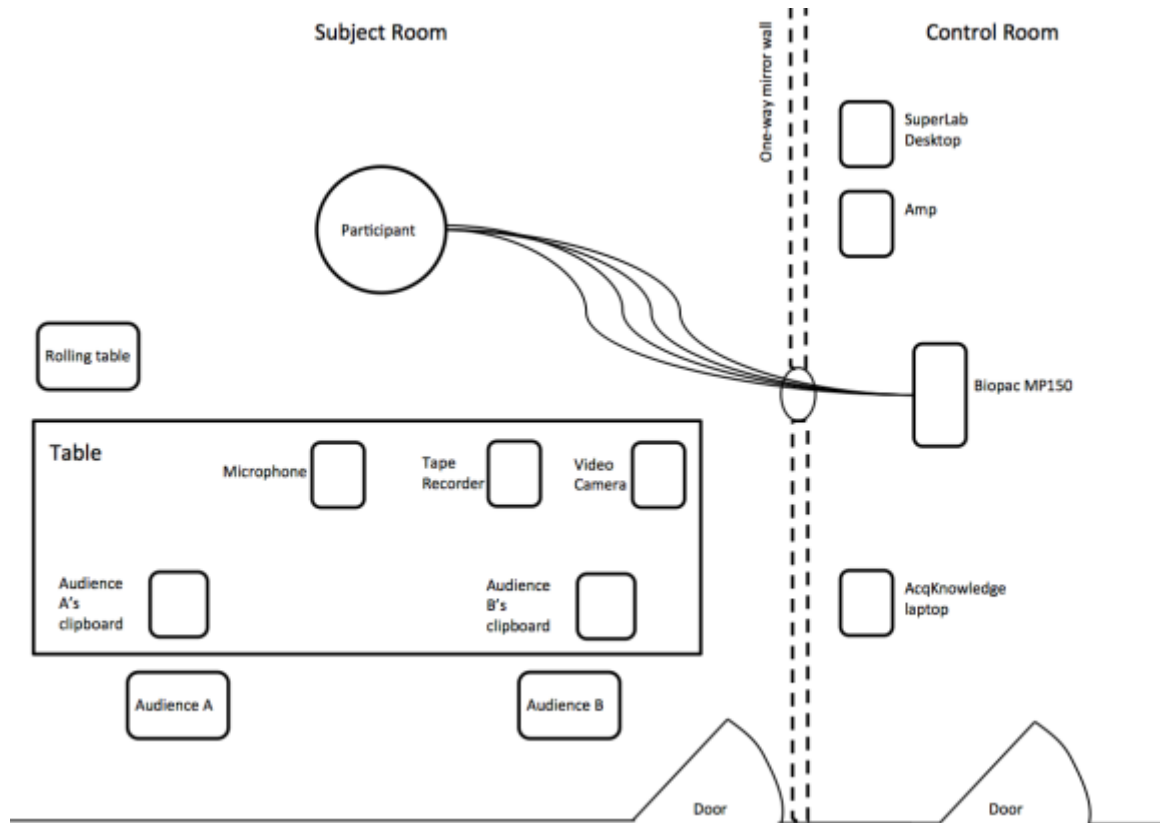 Subject Room
Control Room
One-way mirror wall
SuperLab
Desktop
Amp
Participant
Rolling table
Biopac MP150
Table
Microphone
Tape
Recorder
Video
Camera
Audience
A's
clipboard
Audience
B's
clipboard
AcqKnowledge
laptop
Audience A
Audience B
Door
Door